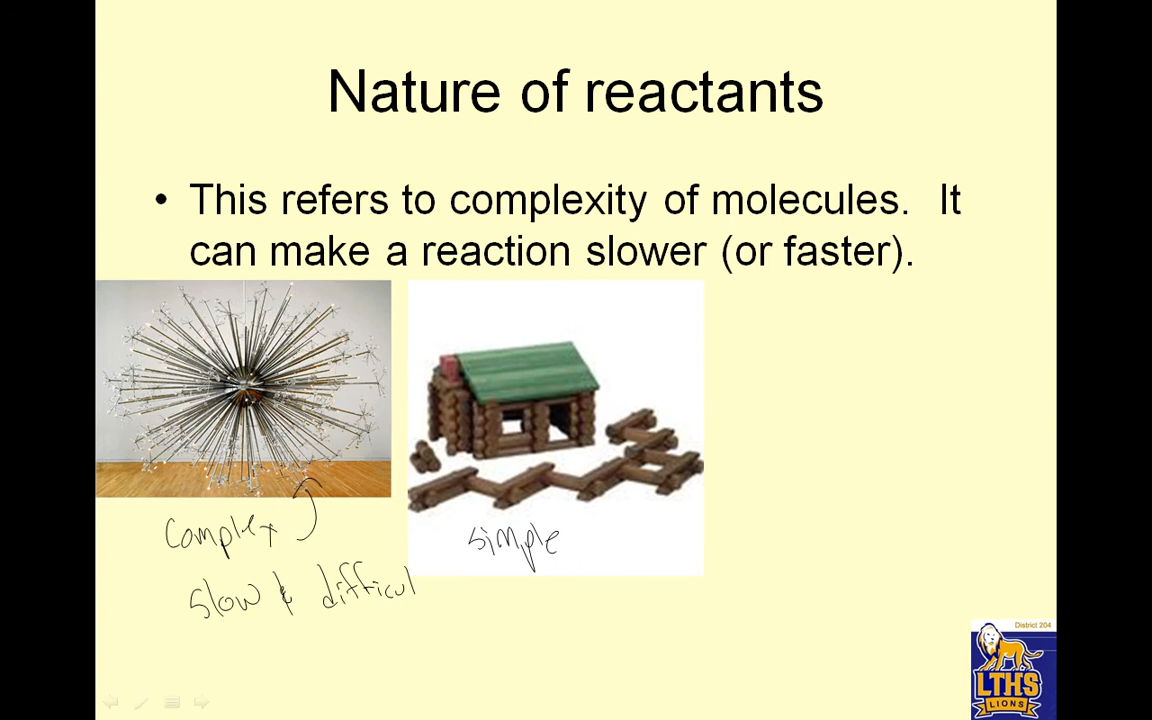 Nature of reactants
• This refers to complexity of molecules. It
can make a reaction slower (or faster).
complex
simple
slow & difficul
District 204
LTHS
LIONS